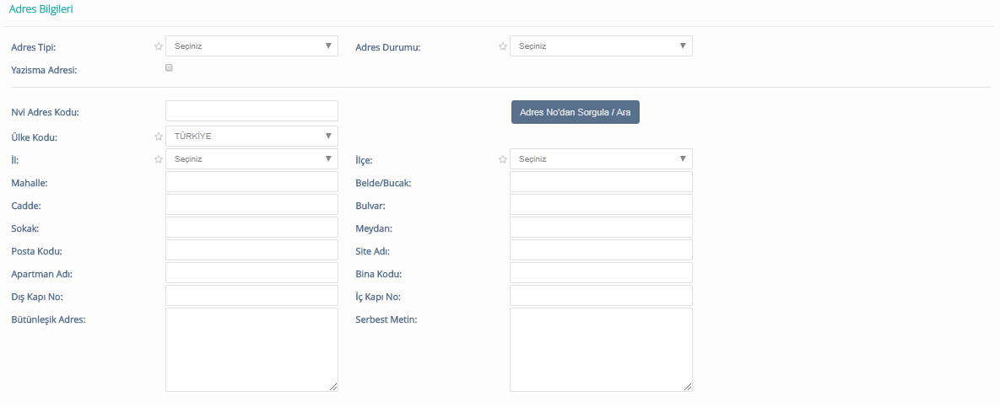 Adres Bilgileri
Adres Tipi: Seçiniz Adres Durumu: Seçiniz
Yazisma Adresi:
Nvi Adres Kodu: Adres No'dan Sorgula / Ara
Ülke Kodu: TÜRKİYE
İl: Seçiniz İlçe: Seçiniz
Mahalle: Belde/Bucak:
Cadde: Bulvar:
Sokak: Meydan:
Posta Kodu: Site Adı:
Apartman Adı: Bina Kodu:
Dış Kapı No: İç Kapı No:
Bütünleşik Adres: Serbest Metin: